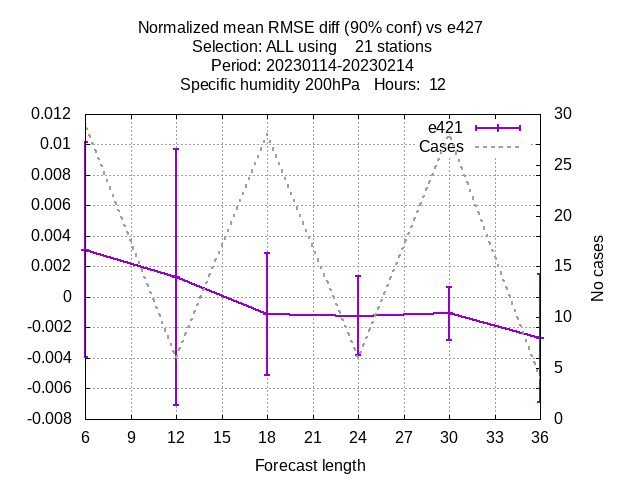 Normalized mean RMSE diff (90% conf) vs e427
Selection: ALL using    21 stations
Period: 20230114-20230214
Specific humidity 200hPa   Hours:  12
0.012
0.01
0.008
0.006
0.004
0.002
0
-0.002
-0.004
-0.006
-0.008
e421
Cases
30
25
20
15
10
5
0
No cases
6 9 12 15 18 21 24 27 30 33 36
Forecast length